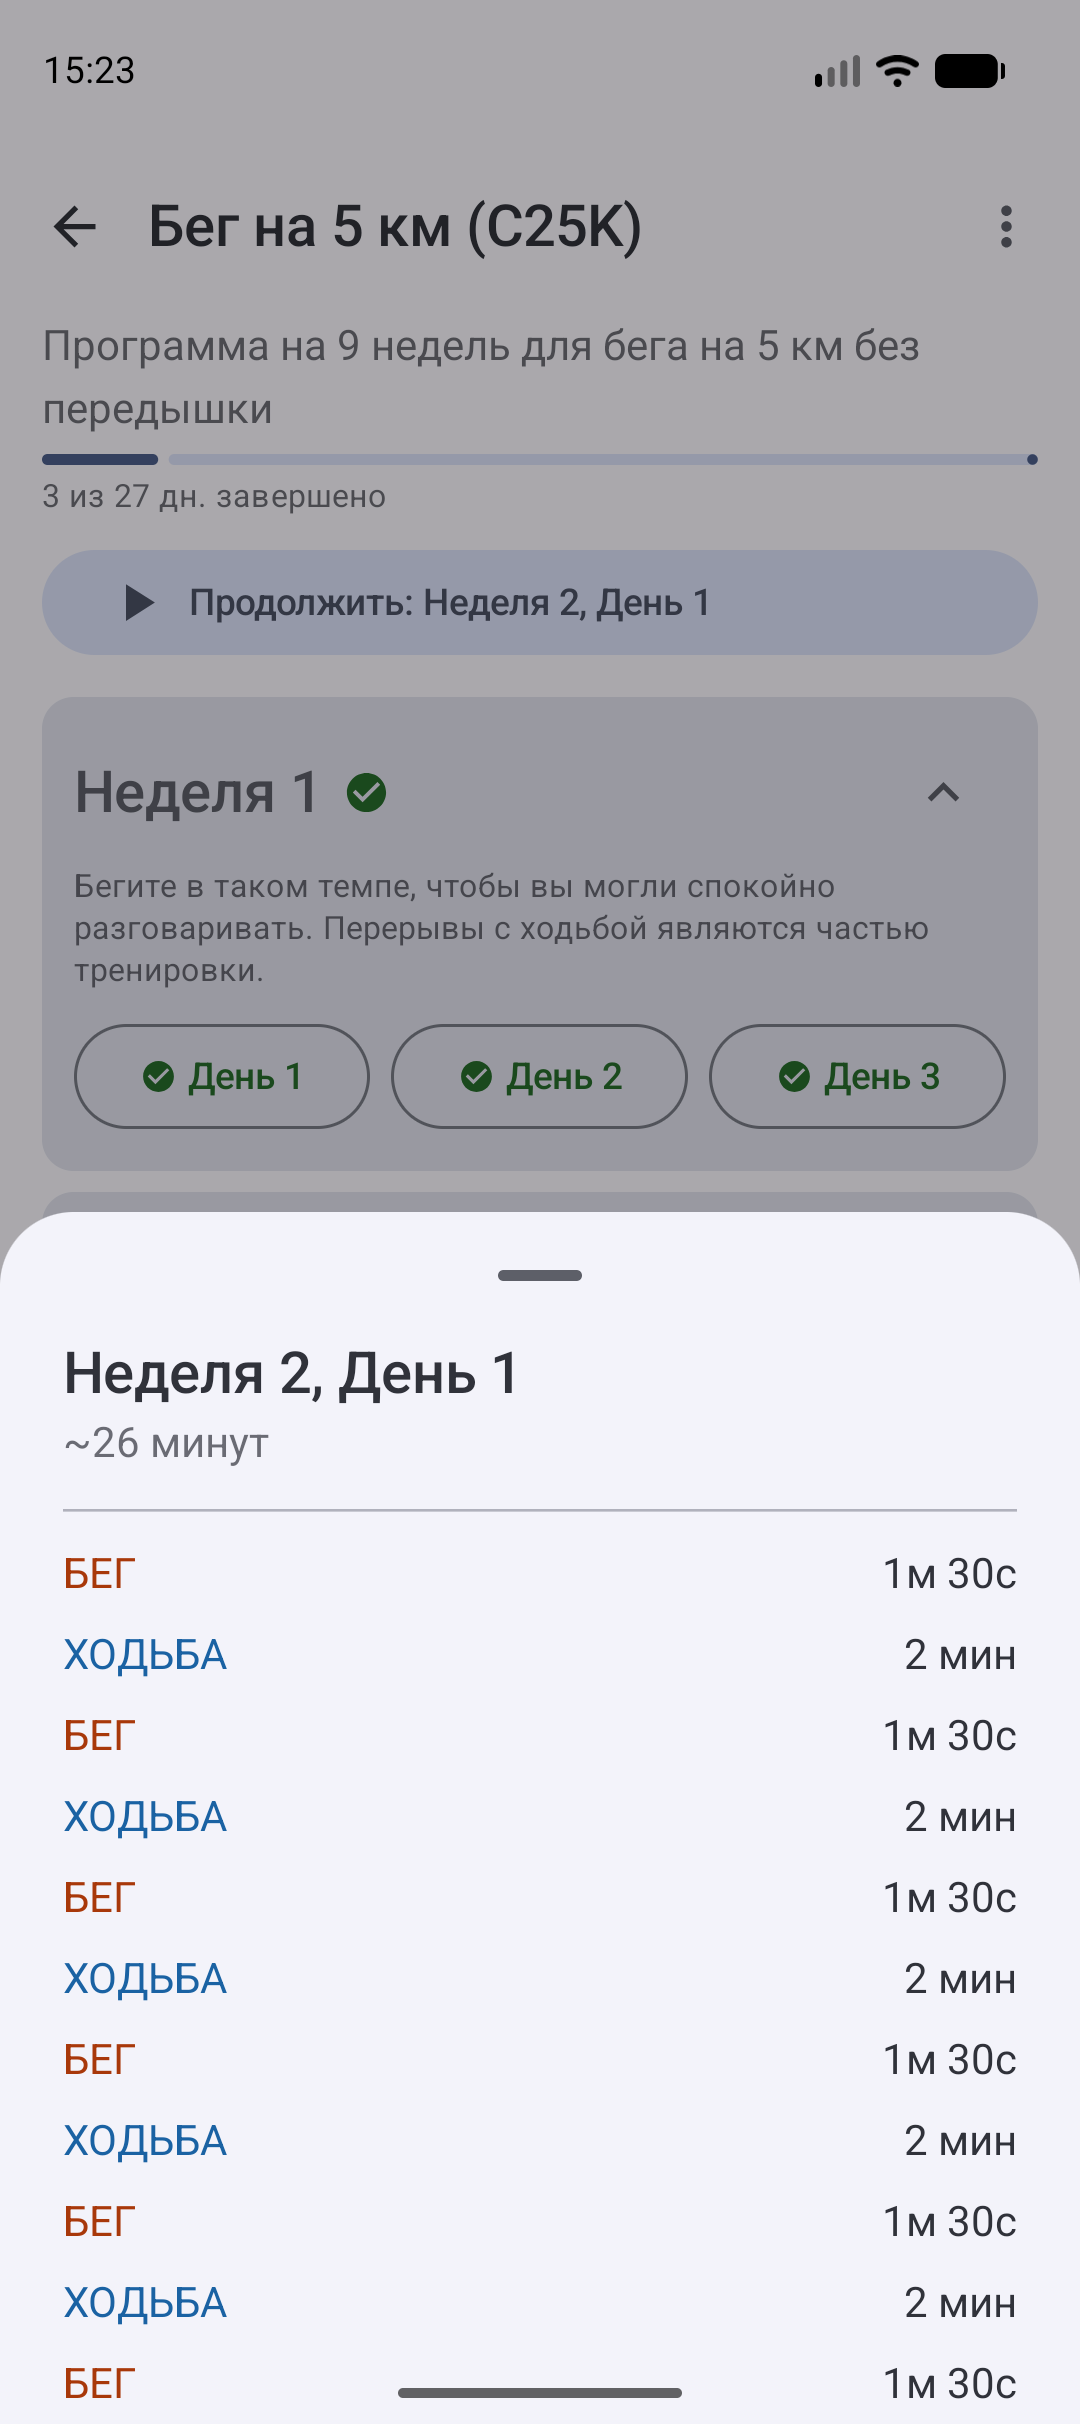 15:23
Бег на 5 км (C25K)
Программа на 9 недель для бега на 5 км без
передышки
3 из 27 дн. завершено
Продолжить: Неделя 2, День 1
Неделя 1
Бегите в таком темпе, чтобы вы могли спокойно
разговаривать. Перерывы с ходьбой являются частью
тренировки.
День 1 День 2 День 3
Неделя 2, День 1
~26 минут
БЕГ 1м 30с
ХОДЬБА 2 мин
БЕГ 1м 30с
ХОДЬБА 2 мин
БЕГ 1м 30с
ХОДЬБА 2 мин
БЕГ 1м 30с
ХОДЬБА 2 мин
БЕГ 1м 30с
ХОДЬБА 2 мин
БЕГ 1м 30с